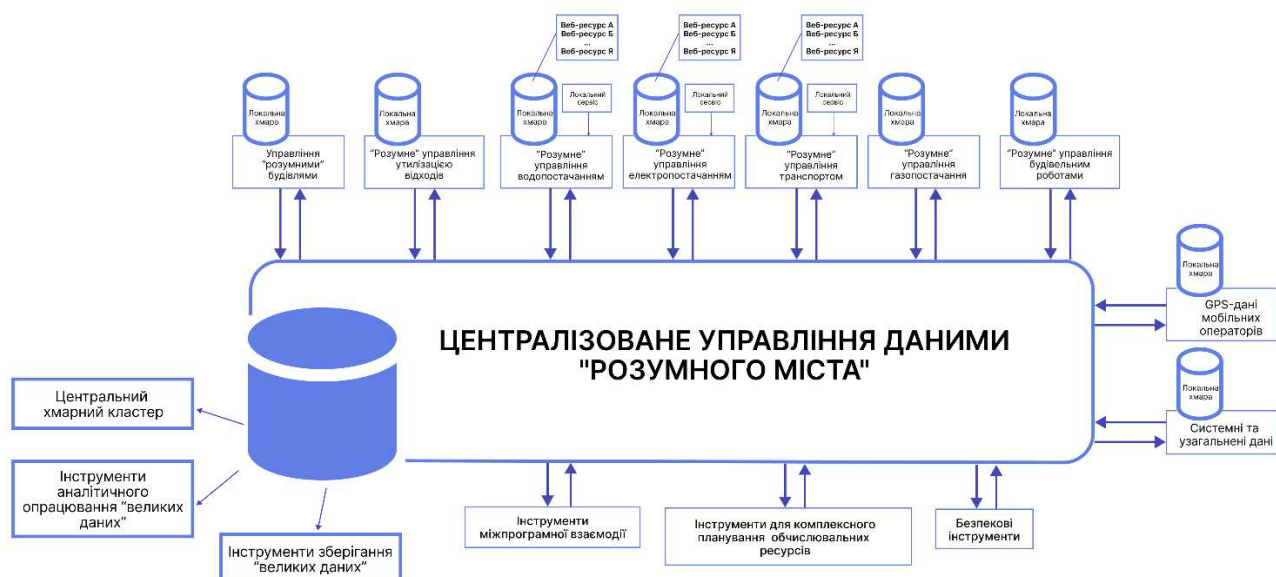 Веб-ресурс А
Веб-ресурс Б
...
Веб-ресурс Я
Веб-ресурс А
Веб-ресурс Б
...
Веб-ресурс Я
Веб-ресурс А
Веб-ресурс Б
...
Веб-ресурс Я
Локальна
хмара
Локальна
хмара
Локальна
хмара
Локальний
сервіс
Локальна
хмара
Локальний
сесвіс
Локальна
хмара
Локальний
сервіс
Локальна
хмара
Локальна
хмара
Управління
"розумними"
будівлями
"Розумне" управління
утилизацією
відходів
"Розумне"
управління
водопостачанням
"Розумне"
управління
електропостачанням
"Розумне"
управління
транспортом
"Розумне"
управління
газопостачання
"Розумне" управління
будівельним
роботами
Локальна
хмара
GPS-дані
мобільних
операторів
ЦЕНТРАЛІЗОВАНЕ УПРАВЛІННЯ ДАНИМИ
"РОЗУМНОГО МІСТА"
Локальна
хмара
Системні та
узагальнені дані
Центральний
хмарний кластер
Інструменти
аналітичного
опрацювання "великих
даних"
Інструменти зберігання
"великих даних"
Інструменти
міжпрограмної взаємодії
Інструменти для комплексного
планування обчислювальних
ресурсів
Безпекові
інструменти